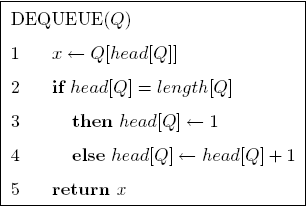 DEQUEUE(Q)
1 x ← Q[head[Q]]
2 if head[Q] = length[Q]
3 then head[Q] ← 1
4 else head[Q] ← head[Q] + 1
5 return x